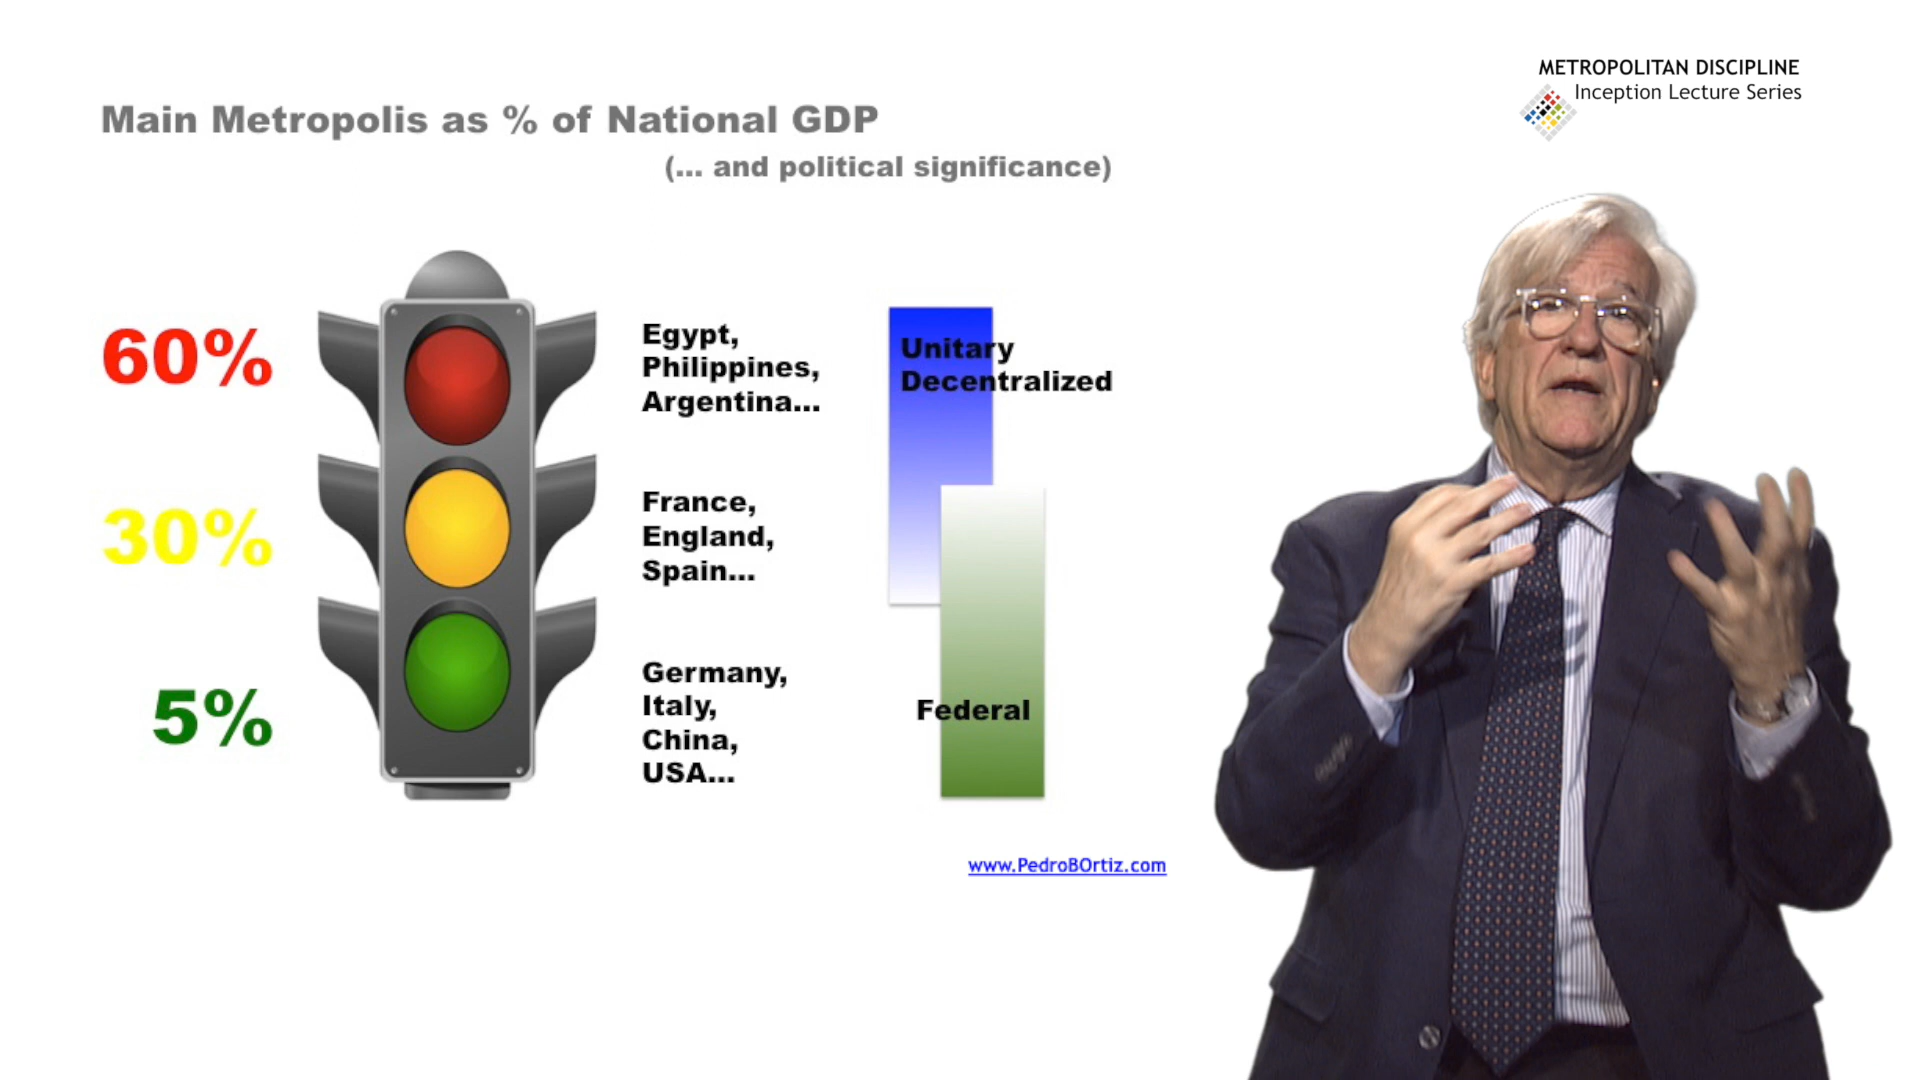 METROPOLITAN DISCIPLINE
Inception Lecture Series
Main Metropolis as % of National GDP
(... and political significance)
60%
Egypt,
Philippines,
Argentina...
Unitary
Decentralized
30%
France,
England,
Spain...
5%
Germany,
Italy,
China,
USA...
Federal
www.PedroBOrtiz.com